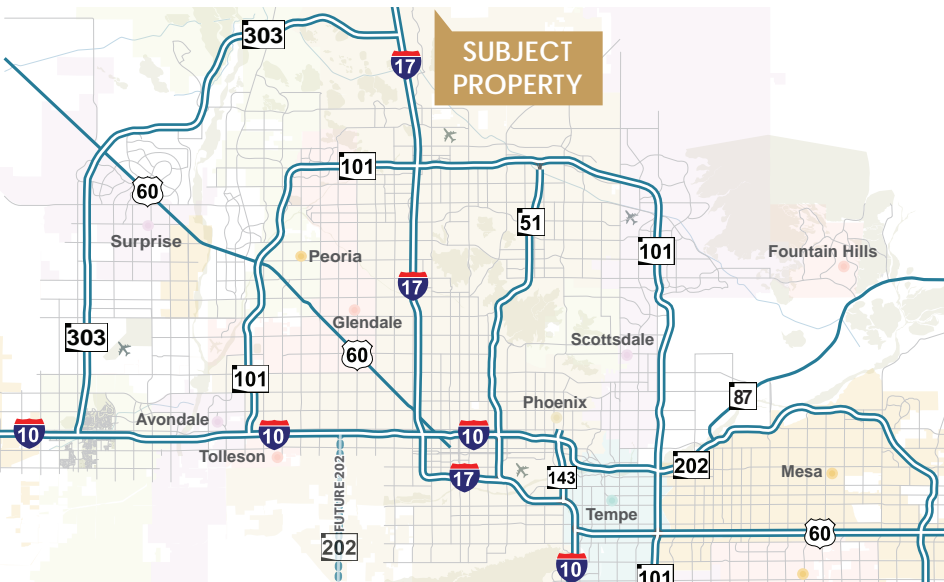 303
17
SUBJECT
PROPERTY
101
60
51
Surprise
101
Fountain Hills
Peoria
17
Glendale
303
Scottsdale
60
101
87
Phoenix
Avondale
10
10
10
Tolleson
202
17
143
Mesa
FUTURE 202
Tempe
60
202
10
101